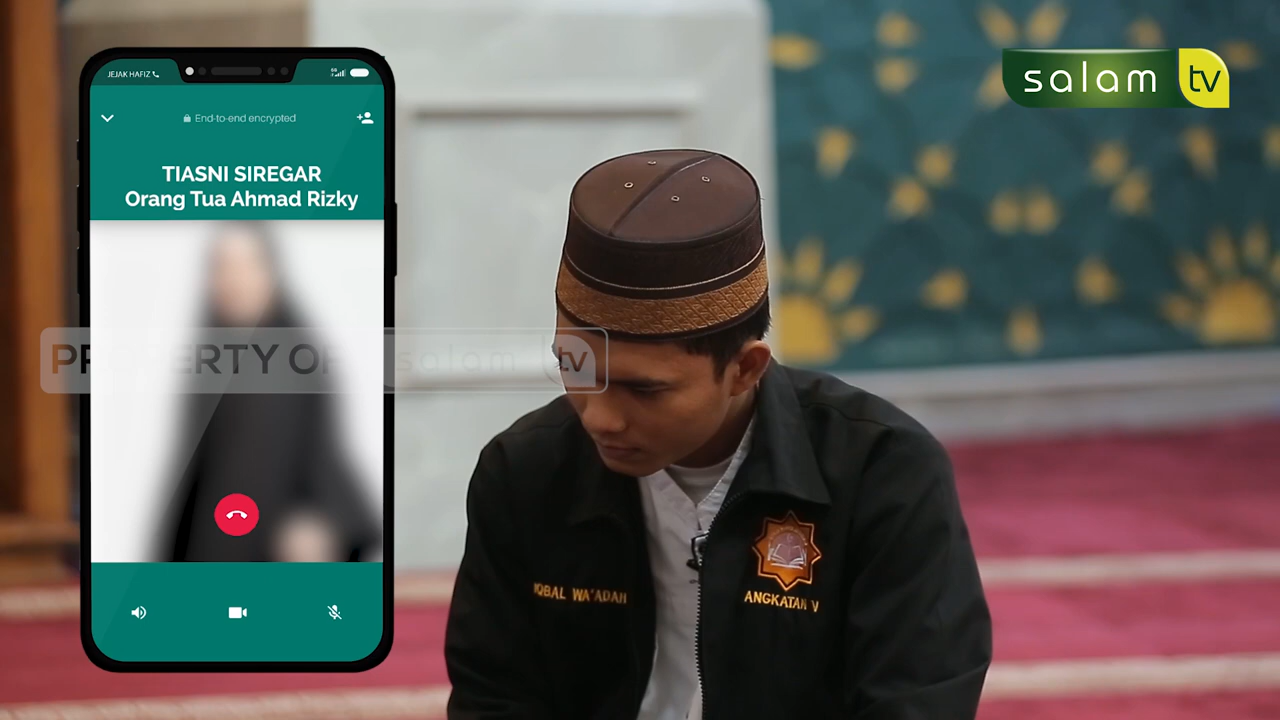 JEJAK HAFIZ
End-to-end encrypted
TIASNI SIREGAR
Orang Tua Ahmad Rizky
salam tv
PROPERTY OF salam tv
IQBAL WA'ADAH
ANGKATAN V